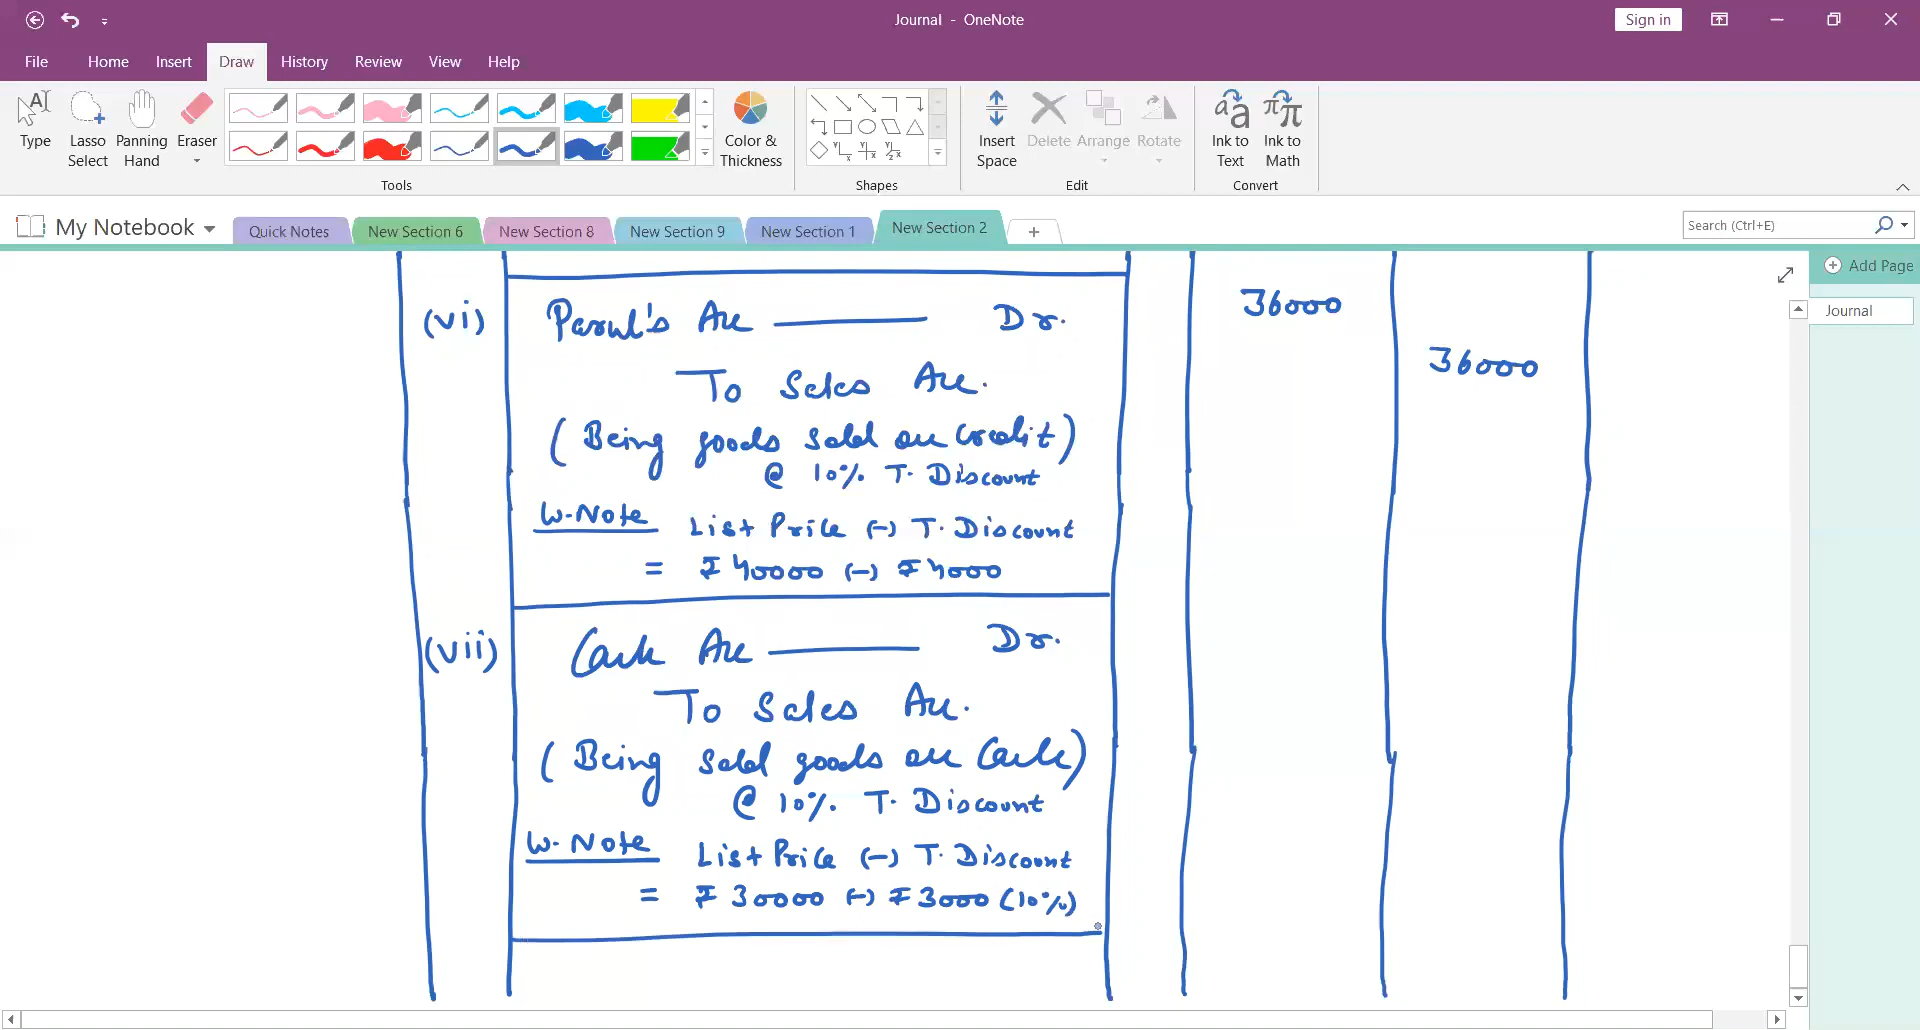 Journal - OneNote
Sign in
File Home Insert Draw History Review View Help
Type Lasso Select Panning Hand Eraser Color & Thickness Insert Space Delete Arrange Rotate Ink to Text Ink to Math
Tools Shapes Edit Convert
My Notebook Quick Notes New Section 6 New Section 8 New Section 9 New Section 1 New Section 2 + Search (Ctrl+E)
Add Page
Journal
(vi) Parul's A/c Dr. 36000
To Sales A/c. 36000
(Being goods sold on credit)
@ 10% T. Discount
W-Note List Price (-) T. Discount
= ₹ 40000 (-) ₹ 4000
(vii) Cash A/c Dr.
To Sales A/c.
(Being sold goods on Cash)
@ 10% T. Discount
W-Note List Price (-) T. Discount
= ₹ 30000 (-) ₹ 3000 (10%)